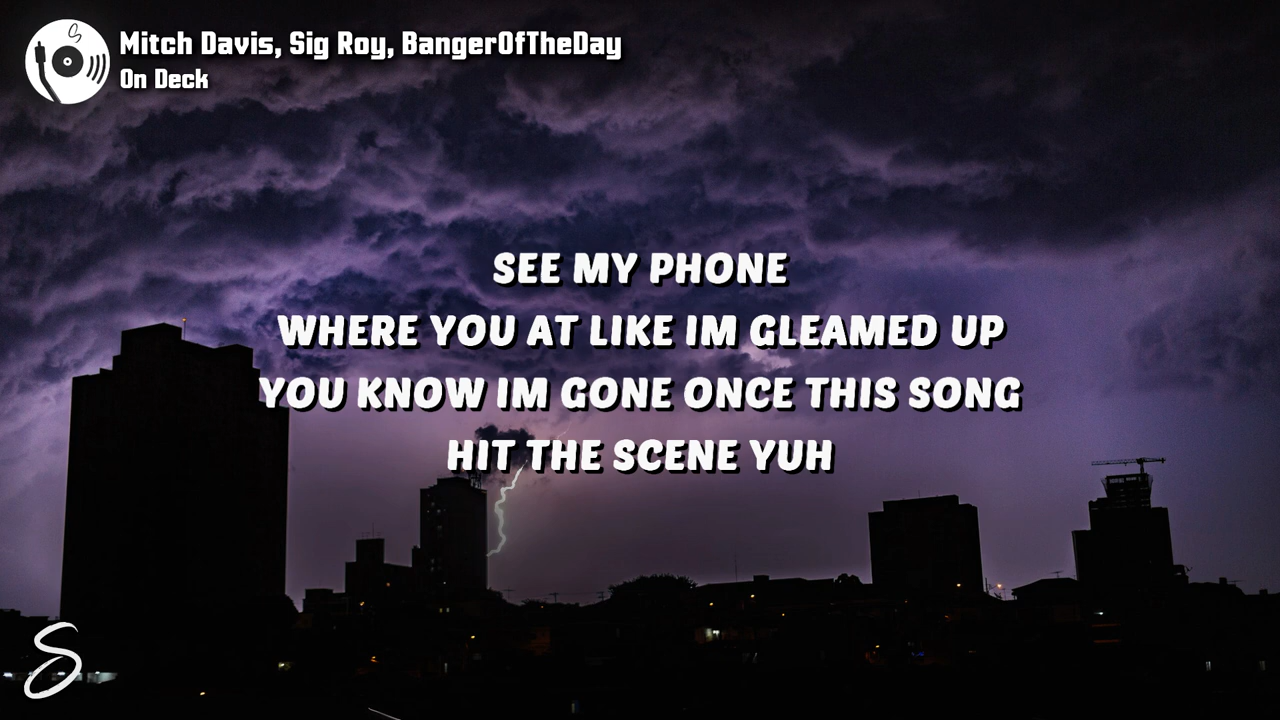 Mitch Davis, Sig Roy, BangerOfTheDay
On Deck
SEE MY PHONE
WHERE YOU AT LIKE IM GLEAMED UP
YOU KNOW IM GONE ONCE THIS SONG
HIT THE SCENE YUH
S